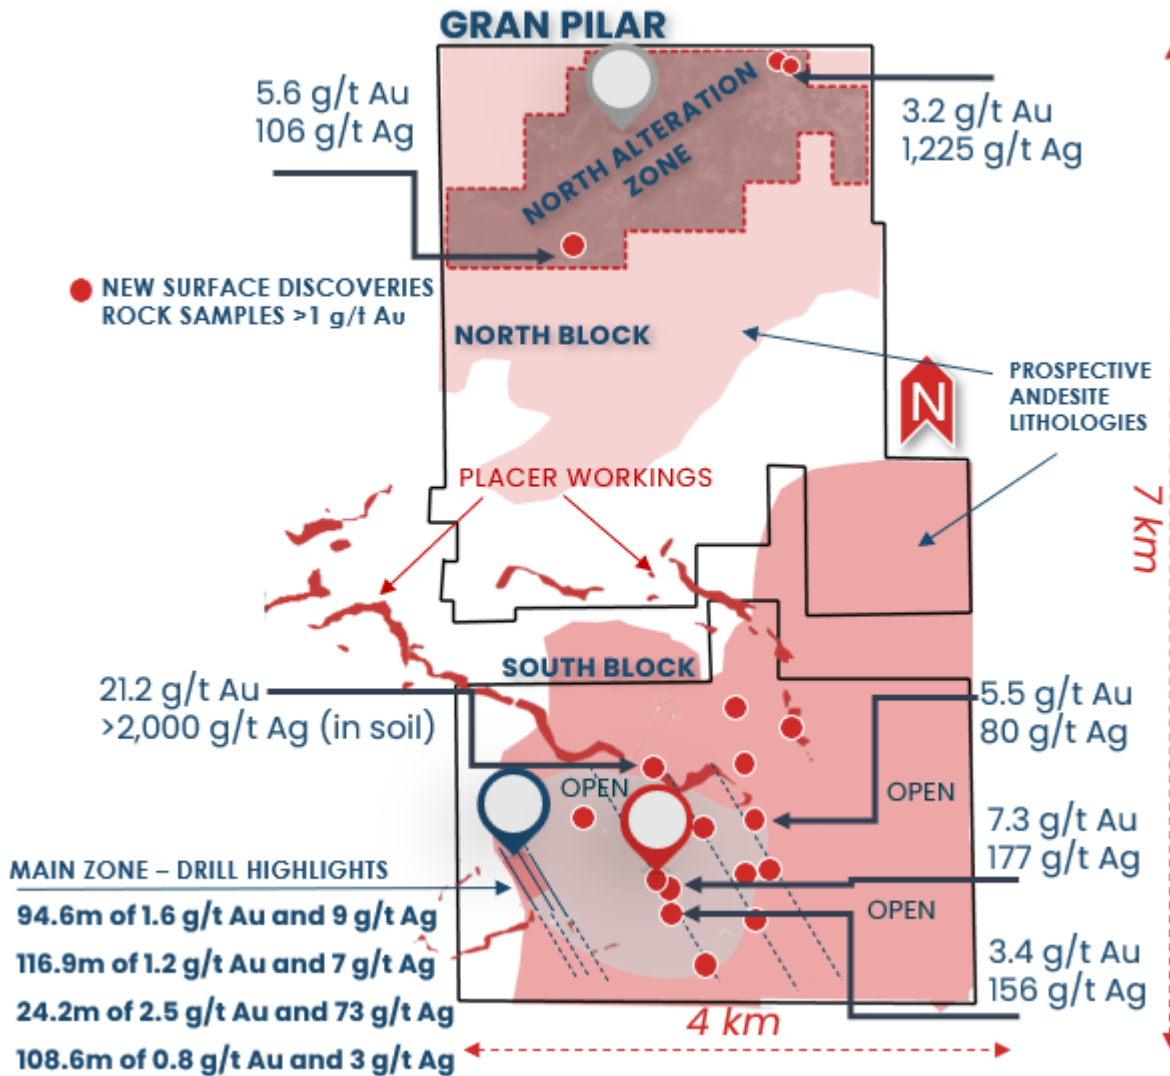 GRAN PILAR
5.6 g/t Au
106 g/t Ag
3.2 g/t Au
1,225 g/t Ag
NORTH ALTERATION
ZONE
NEW SURFACE DISCOVERIES
ROCK SAMPLES >1 g/t Au
NORTH BLOCK
PROSPECTIVE
ANDESITE
LITHOLOGIES
N
PLACER WORKINGS
7 km
SOUTH BLOCK
21.2 g/t Au
>2,000 g/t Ag (in soil)
5.5 g/t Au
80 g/t Ag
OPEN
OPEN
7.3 g/t Au
177 g/t Ag
MAIN ZONE – DRILL HIGHLIGHTS
94.6m of 1.6 g/t Au and 9 g/t Ag
116.9m of 1.2 g/t Au and 7 g/t Ag
24.2m of 2.5 g/t Au and 73 g/t Ag
108.6m of 0.8 g/t Au and 3 g/t Ag
OPEN
3.4 g/t Au
156 g/t Ag
4 km